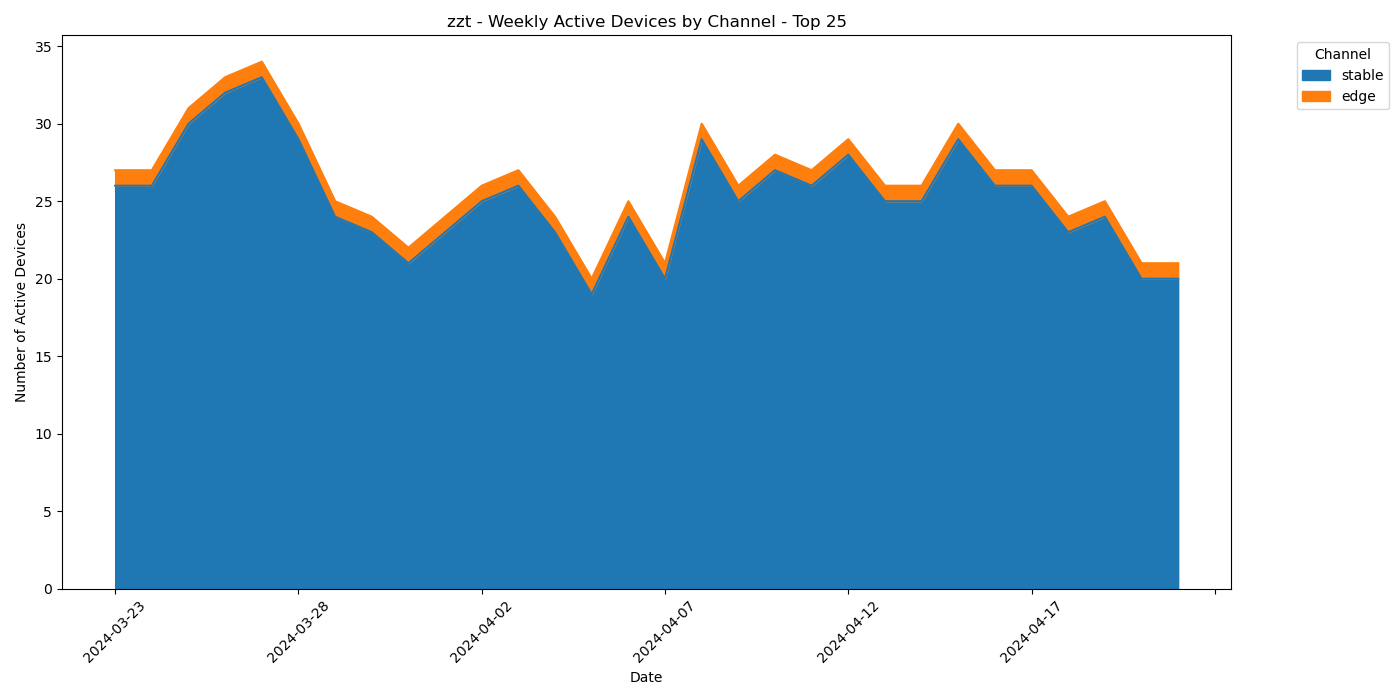 zzt - Weekly Active Devices by Channel - Top 25
Channel
stable
edge
Number of Active Devices
35
30
25
20
15
10
5
0
2024-03-23
2024-03-28
2024-04-02
2024-04-07
2024-04-12
2024-04-17
Date